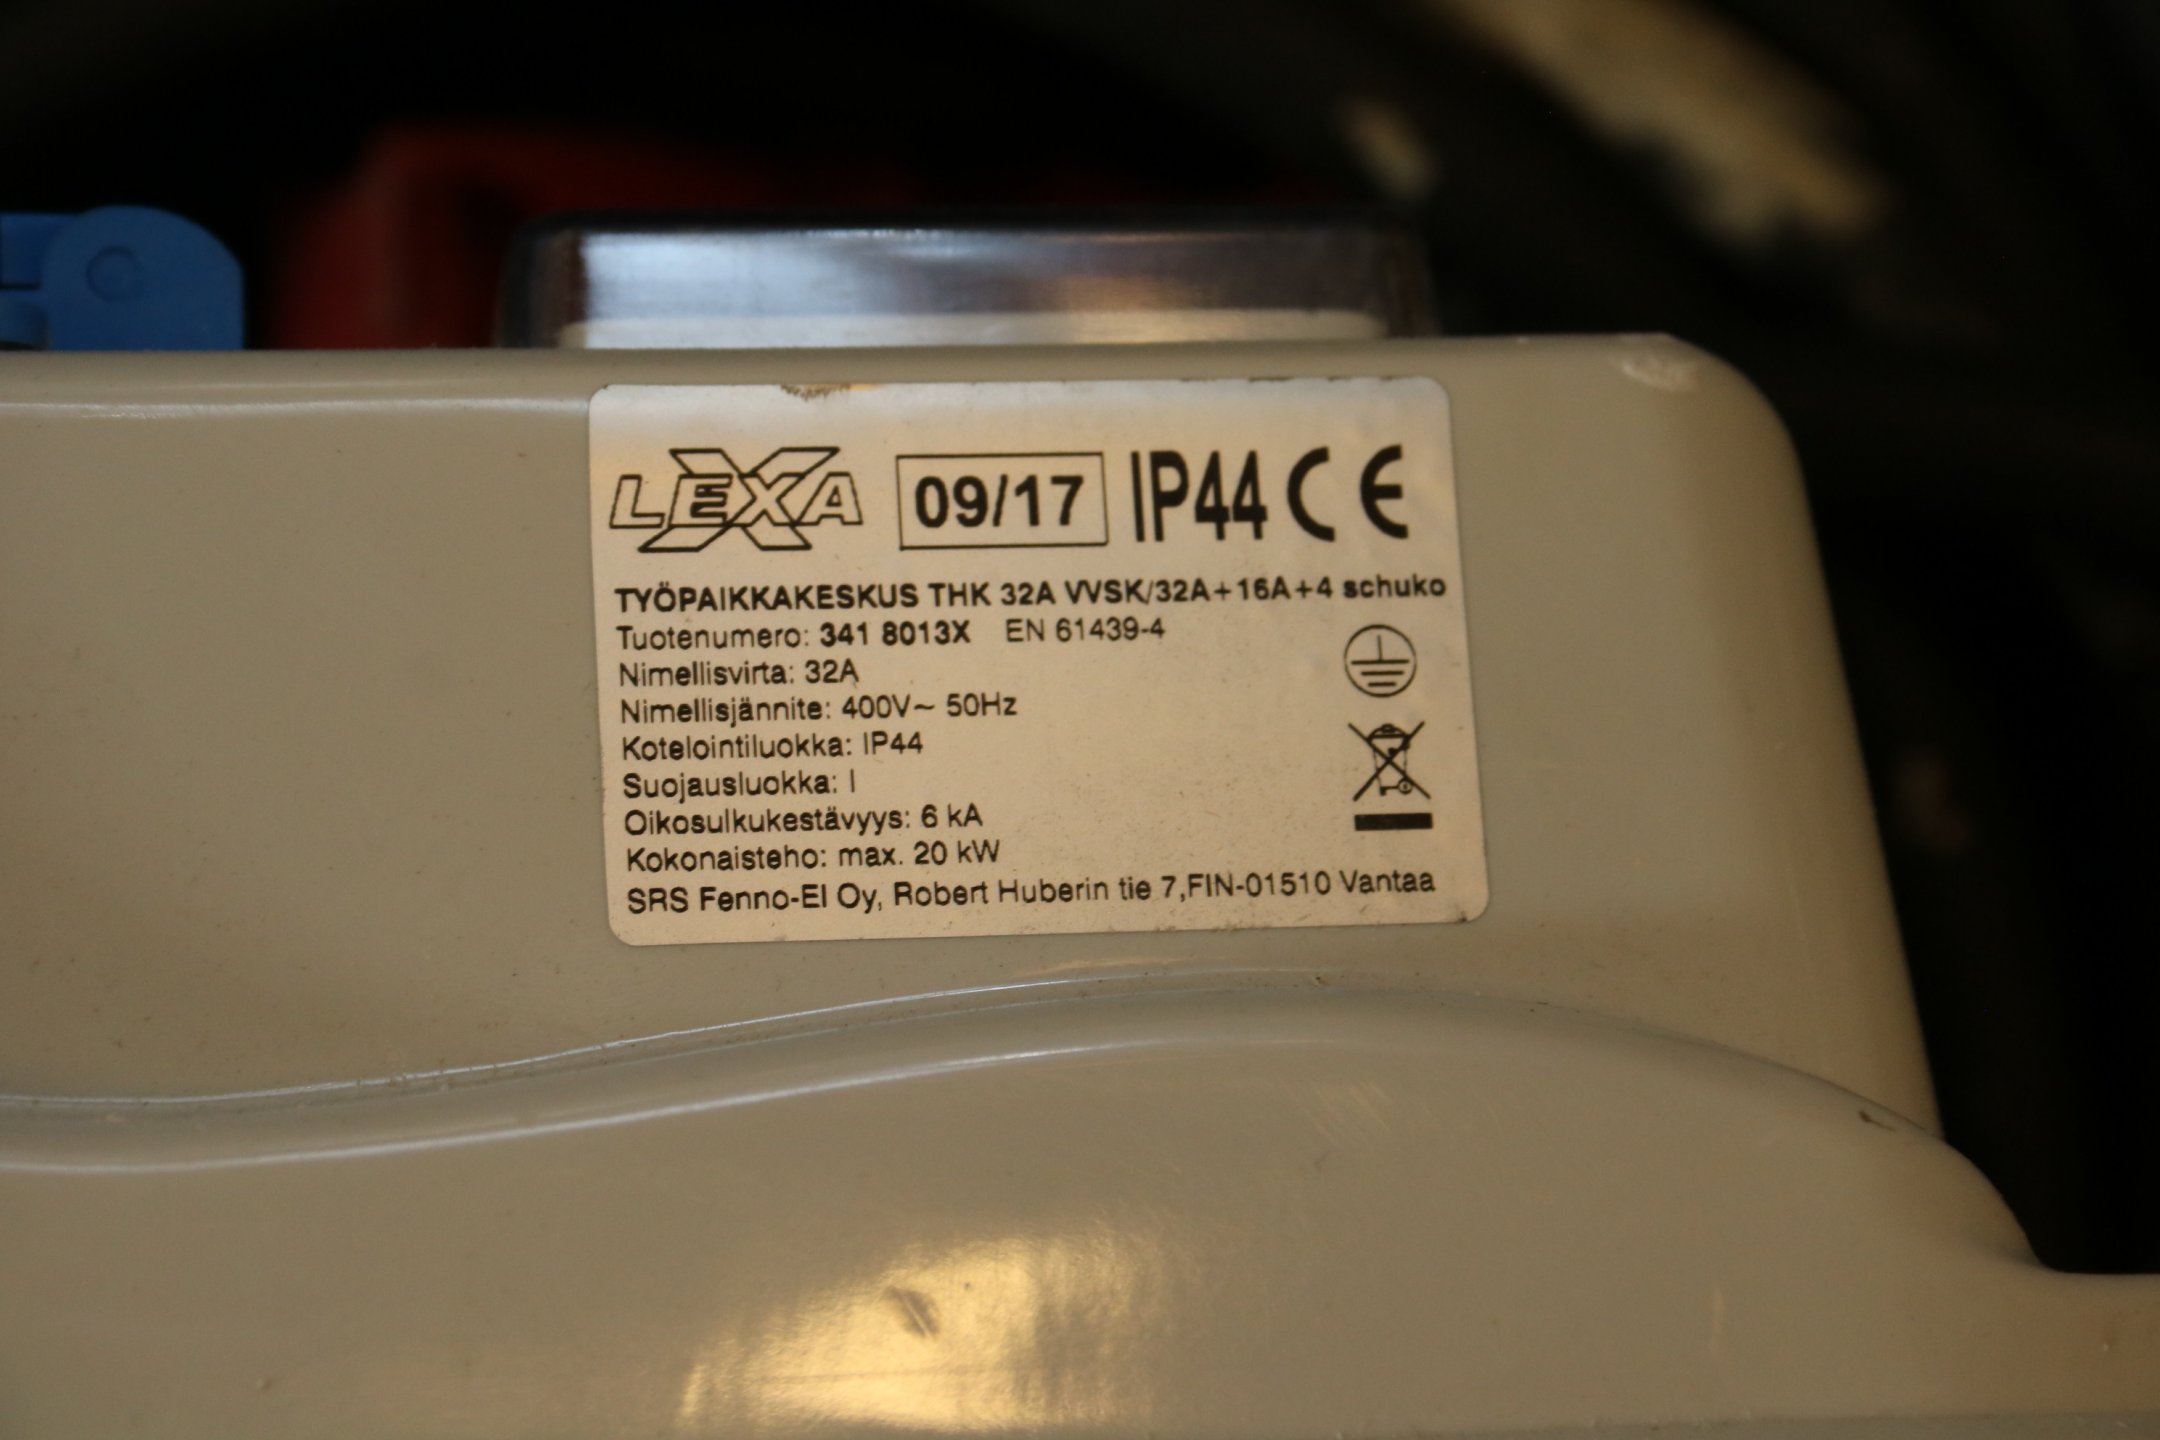 LEXA 09/17 IP44 CE
TYÖPAIKKAKESKUS THK 32A VVSK/32A+16A+4 schuko
Tuotenumero: 341 8013X EN 61439-4
Nimellisvirta: 32A
Nimellisjännite: 400V~ 50Hz
Kotelointiluokka: IP44
Suojausluokka: I
Oikosulkukestävyys: 6 kA
Kokonaisteho: max. 20 kW
SRS Fenno-El Oy, Robert Huberin tie 7,FIN-01510 Vantaa